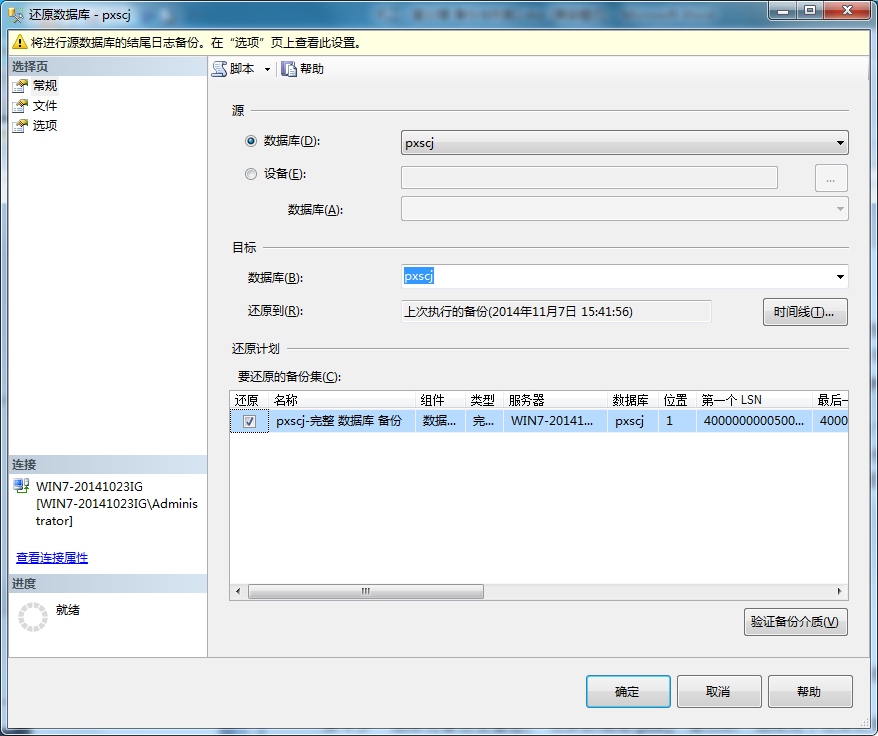 还原数据库 - pxscj
将进行源数据库的结尾日志备份。在“选项”页上查看此设置。
选择页
常规
文件
选项
脚本 帮助
源
数据库(D): pxscj
设备(E): ...
数据库(A):
目标
数据库(B): pxscj
还原到(R): 上次执行的备份(2014年11月7日 15:41:56) 时间线(T)...
还原计划
要还原的备份集(C):
还原 名称 组件 类型 服务器 数据库 位置 第一个 LSN 最后一
pxscj-完整 数据库 备份 数据... 完... WIN7-20141... pxscj 1 4000000000500... 4000
连接
WIN7-20141023IG
[WIN7-20141023IG\Adminis
trator]
查看连接属性
进度
就绪
验证备份介质(V)
确定 取消 帮助